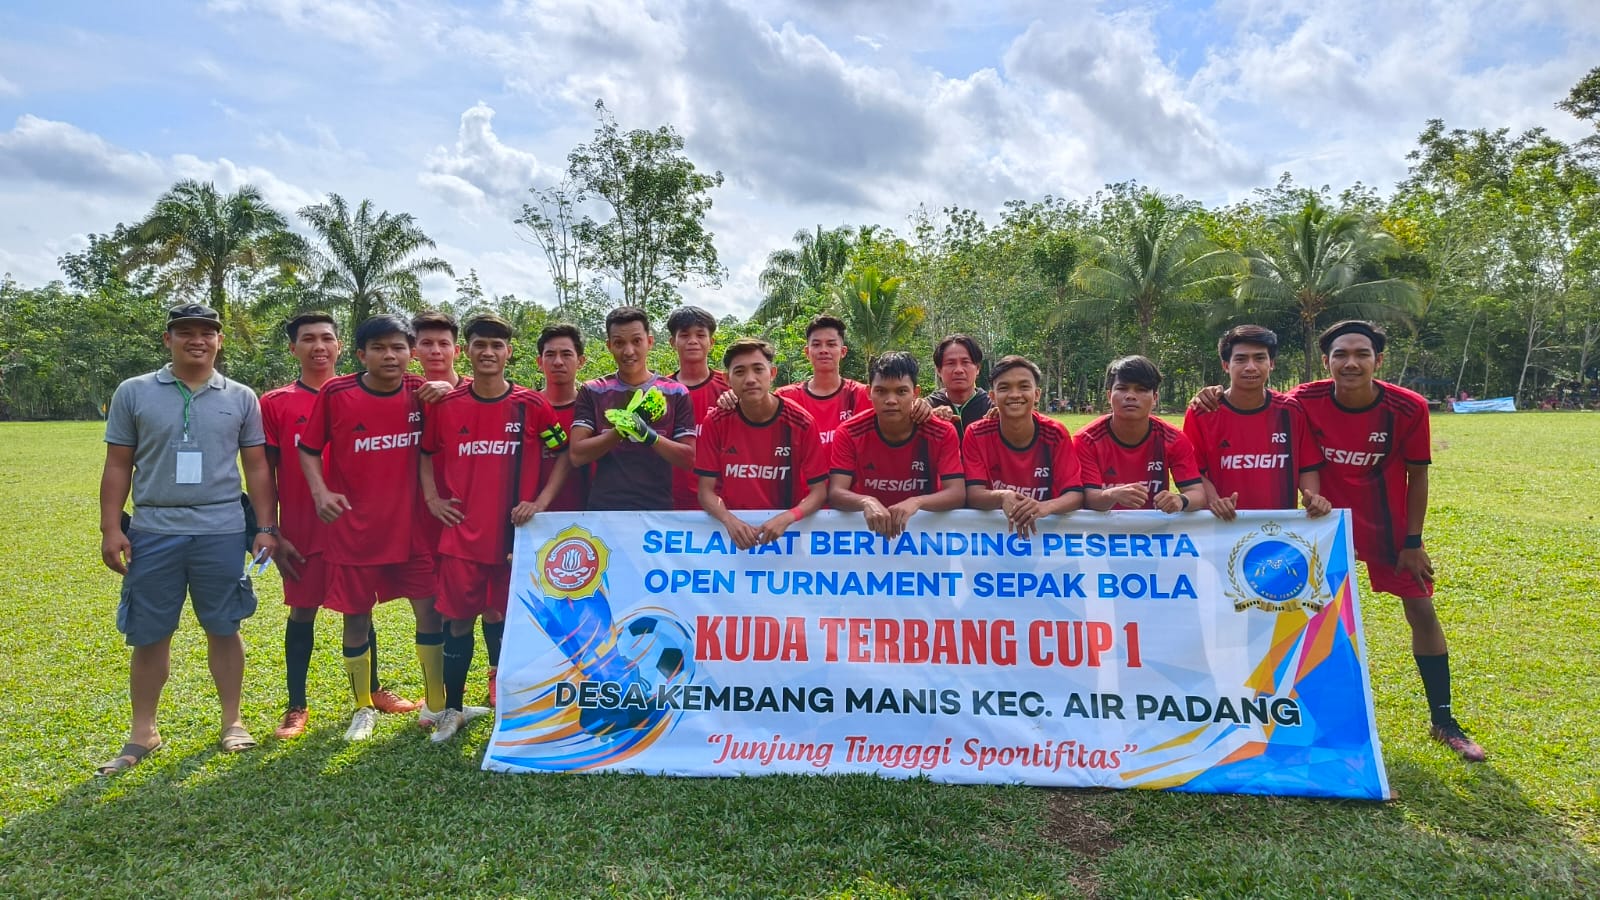 RS
MESIGIT
RS
MESIGIT
RS
MESIGIT
RS
MESIGIT
RS
MESIGIT
RS
MESIGIT
RS
MESIGIT
SELAMAT BERTANDING PESERTA
OPEN TURNAMENT SEPAK BOLA
KUDA TERBANG CUP 1
DESA KEMBANG MANIS KEC. AIR PADANG
"Junjung Tingggi Sportifitas"